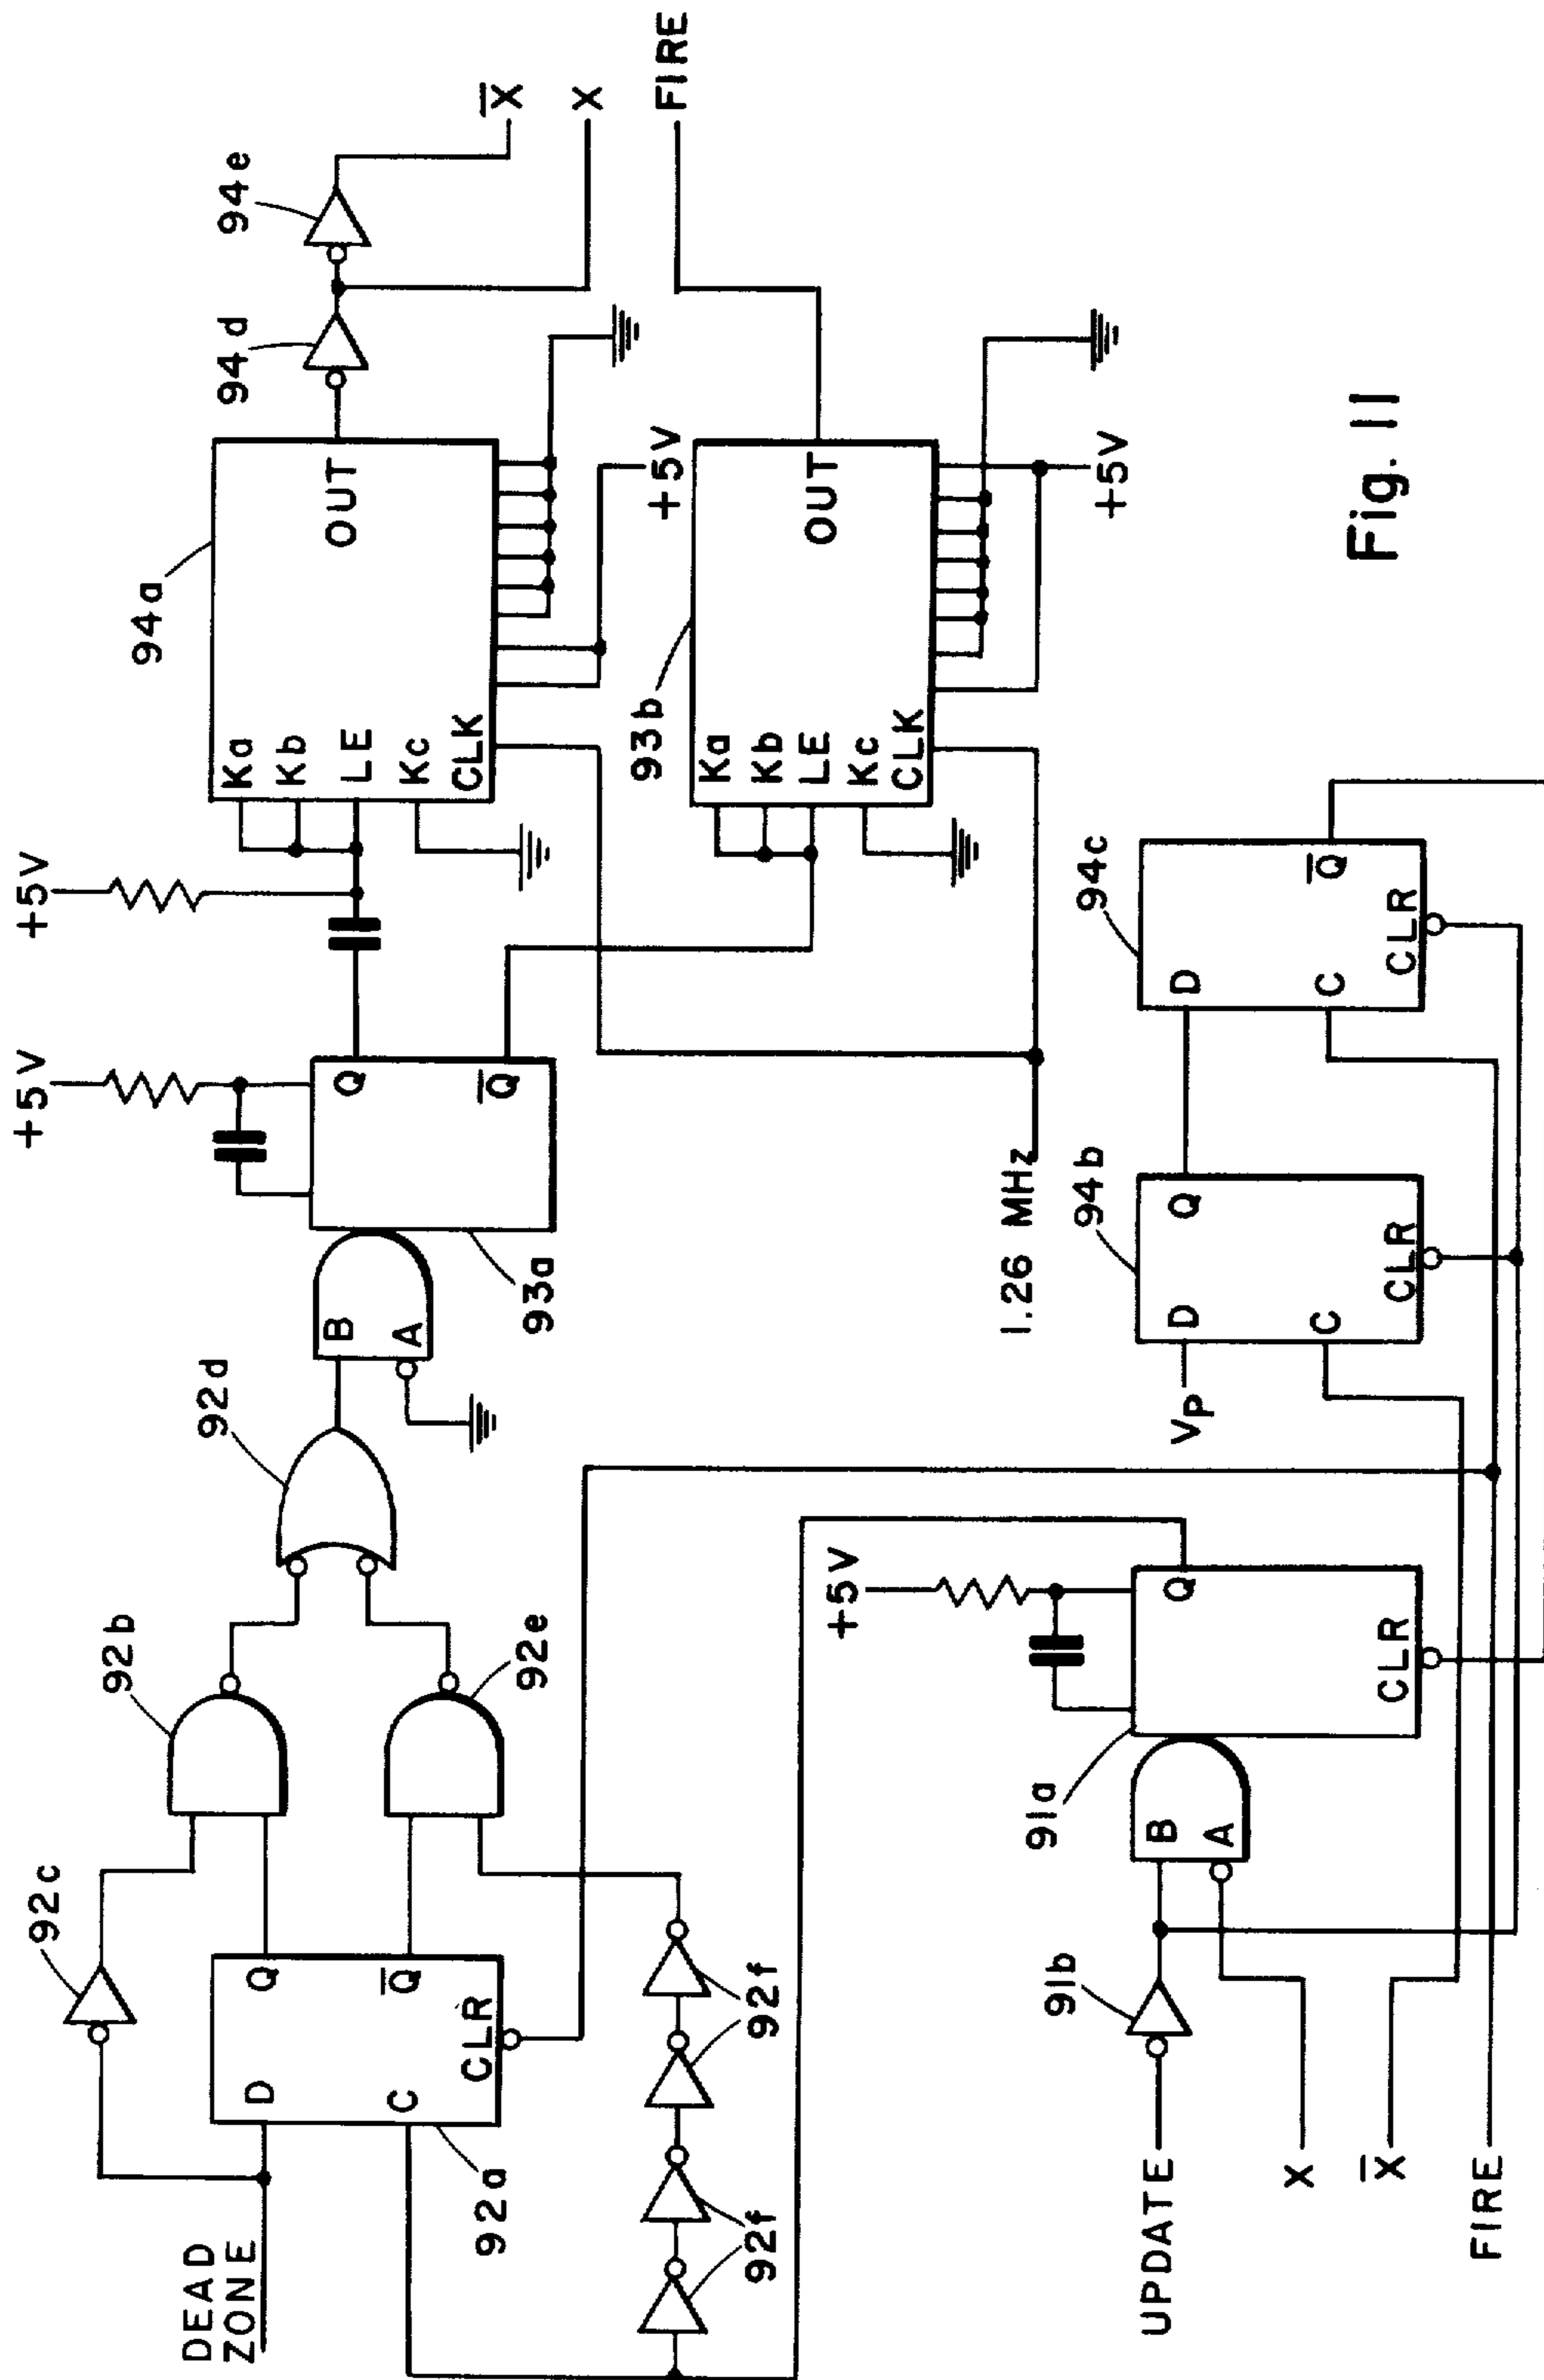 DEAD
ZONE
92c
92b
92d
+5V
+5V
94a
94d
94e
X̅
X
FIRE
D
Q
Q̅
C
CLR
92a
92e
B
A
93a
Q
Q̅
Ka
Kb
LE
Kc
CLK
OUT
+5V
93b
Ka
Kb
LE
Kc
CLK
OUT
+5V
92f
92f
1.26 MHz
91b
91a
+5V
B
A
Q
CLR
VP
94b
D
Q
C
CLR
94c
D
Q̅
C
CLR
UPDATE
X
X̅
FIRE
Fig. 11